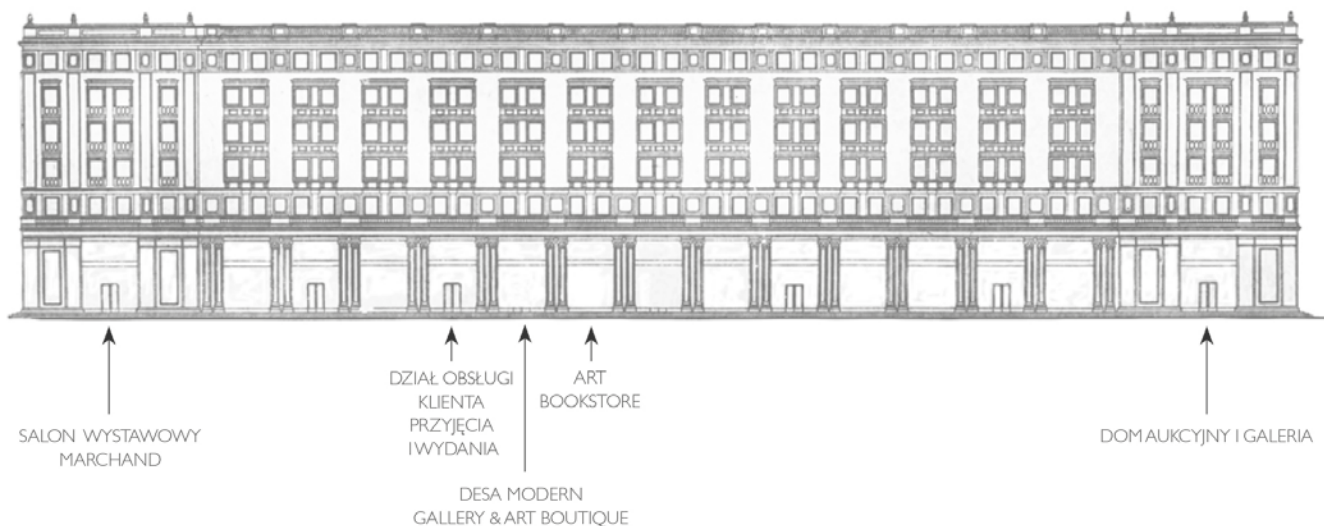 SALON WYSTAWOWY
MARCHAND
DZIAŁ OBSŁUGI
KLIENTA
PRZYJĘCIA
I WYDANIA
DESA MODERN
GALLERY & ART BOUTIQUE
ART
BOOKSTORE
DOM AUKCYJNY I GALERIA